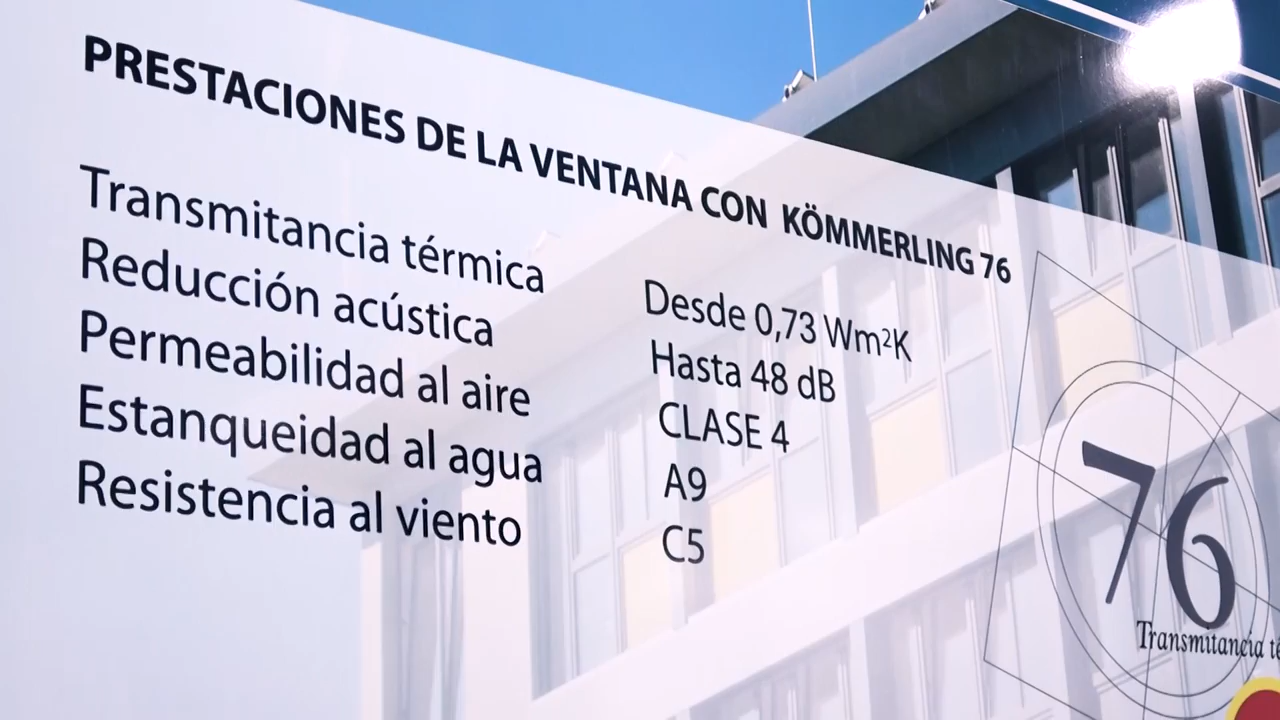 PRESTACIONES DE LA VENTANA CON KÖMMERLING 76
Transmitancia térmica Desde 0,73 Wm²K
Reducción acústica Hasta 48 dB
Permeabilidad al aire CLASE 4
Estanqueidad al agua A9
Resistencia al viento C5
76
Transmitancia